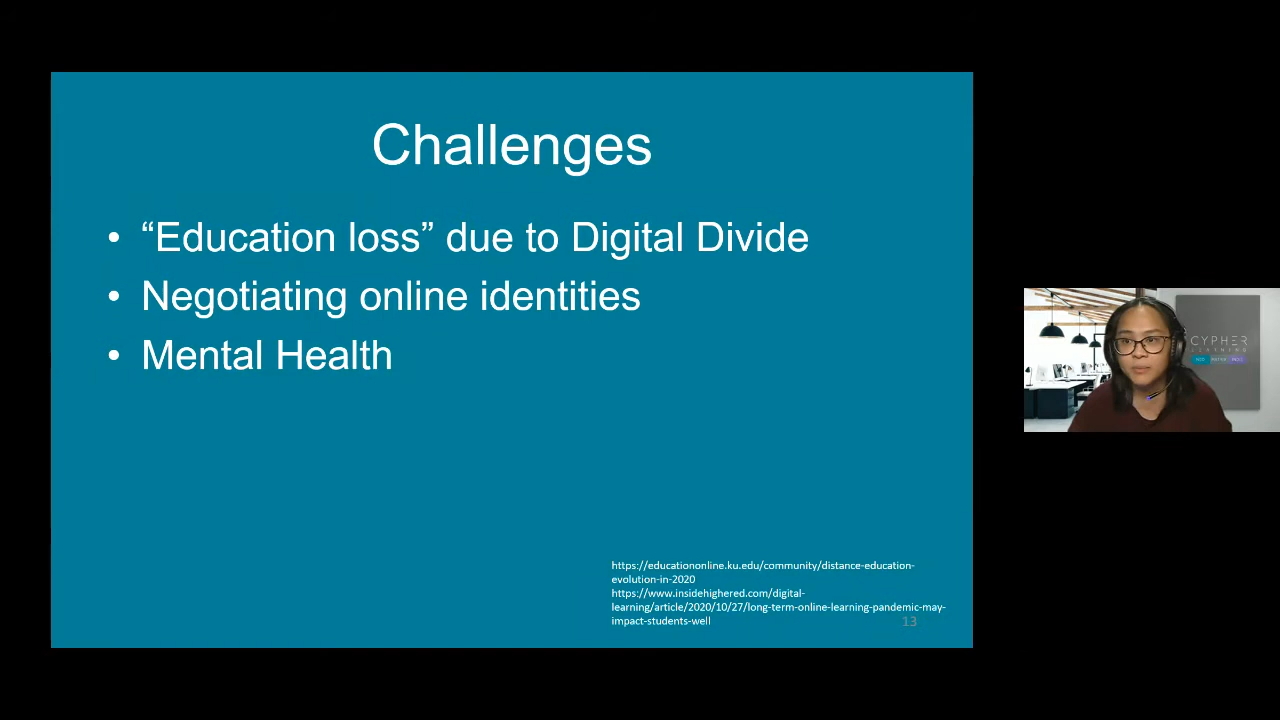 Challenges
• “Education loss” due to Digital Divide
• Negotiating online identities
• Mental Health
https://educationonline.ku.edu/community/distance-education-
evolution-in-2020
https://www.insidehighered.com/digital-
learning/article/2020/10/27/long-term-online-learning-pandemic-may-
impact-students-well
13
CYPHER
LEARNING